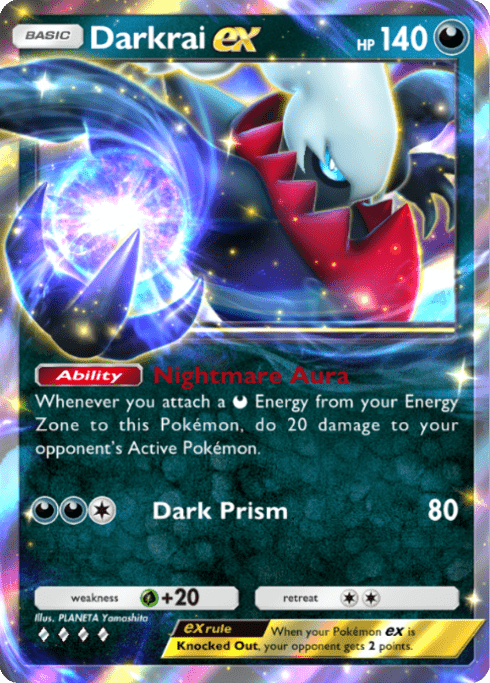 BASIC Darkrai ex HP 140
Ability Nightmare Aura
Whenever you attach a Energy from your Energy
Zone to this Pokémon, do 20 damage to your
opponent's Active Pokémon.
Dark Prism 80
weakness +20 retreat
Illus. PLANETA Yamashita
ex rule When your Pokémon ex is
Knocked Out, your opponent gets 2 points.